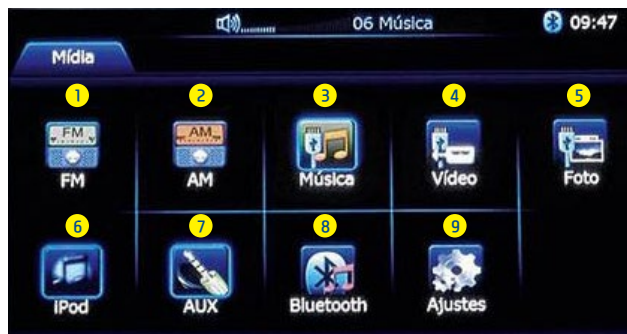 06 Música
09:47
Mídia
1 2 3 4 5
FM AM
FM AM Música Vídeo Foto
6 7 8 9
iPod AUX Bluetooth Ajustes